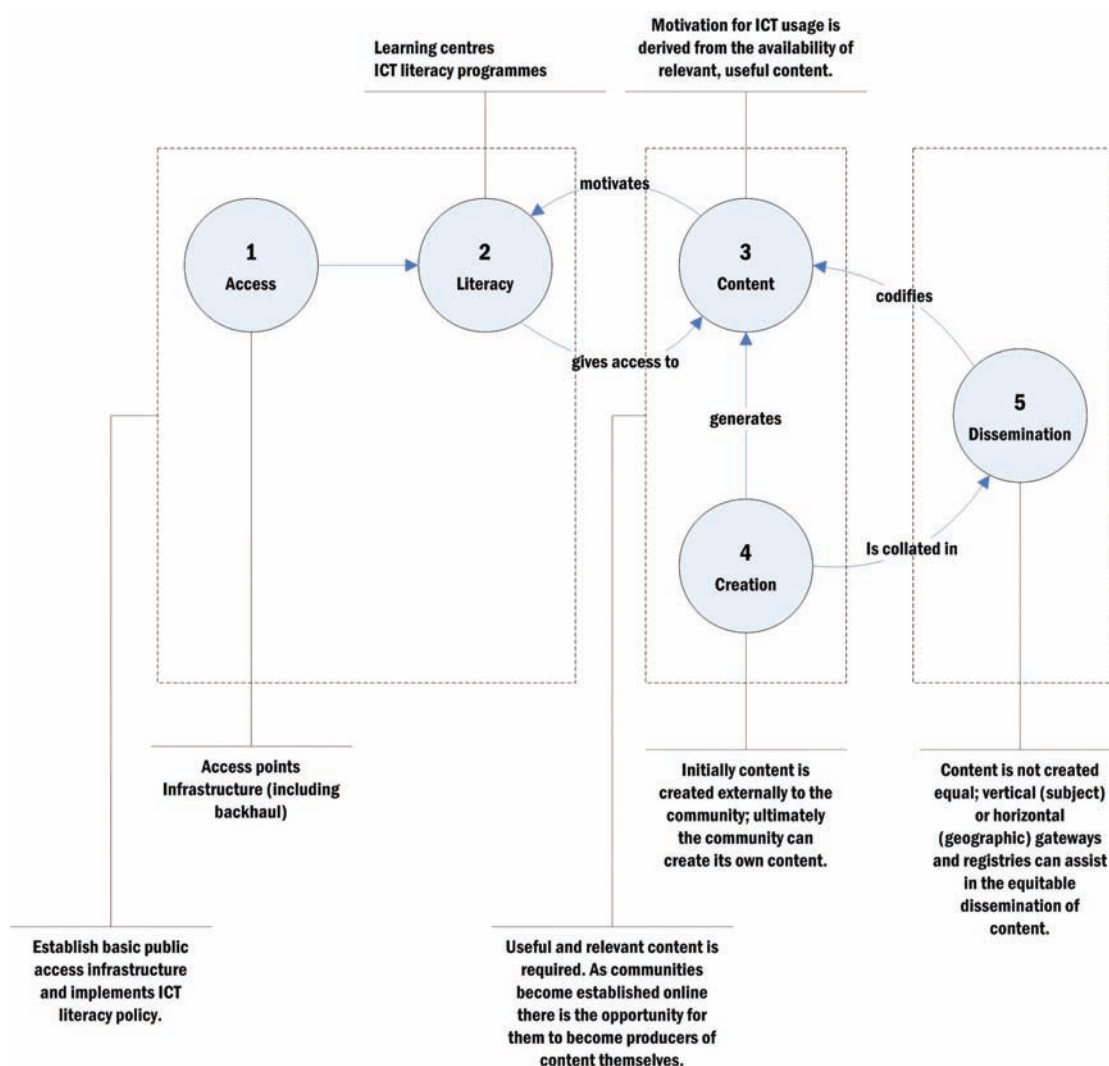 Learning centres
ICT literacy programmes
Motivation for ICT usage is
derived from the availability of
relevant, useful content.
motivates
1
Access
2
Literacy
3
Content
codifies
gives access to
generates
5
Dissemination
4
Creation
Is collated in
Access points
Infrastructure (including
backhaul)
Initially content is
created externally to the
community; ultimately
the community can
create its own content.
Content is not created
equal; vertical (subject)
or horizontal
(geographic) gateways
and registries can assist
in the equitable
dissemination of
content.
Establish basic public
access infrastructure
and implements ICT
literacy policy.
Useful and relevant content is
required. As communities
become established online
there is the opportunity for
them to become producers of
content themselves.